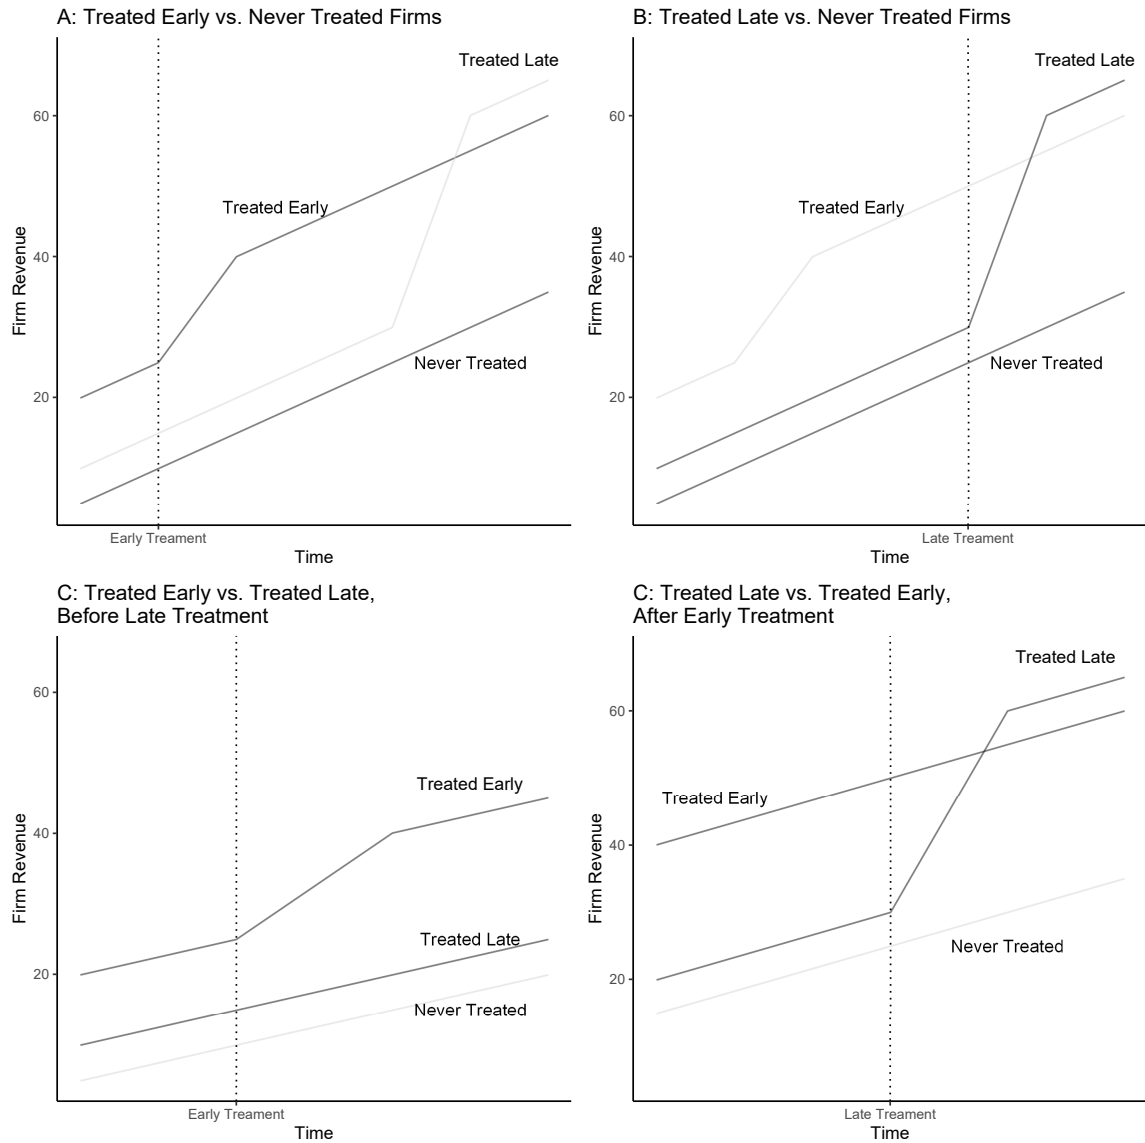 A: Treated Early vs. Never Treated Firms
Treated Late
60
Treated Early
40
Never Treated
20
Firm Revenue
Early Treament
Time
B: Treated Late vs. Never Treated Firms
Treated Late
60
Treated Early
40
Never Treated
20
Firm Revenue
Late Treament
Time
C: Treated Early vs. Treated Late,
Before Late Treatment
60
Treated Early
40
Treated Late
20
Never Treated
Firm Revenue
Early Treament
Time
C: Treated Late vs. Treated Early,
After Early Treatment
Treated Late
60
Treated Early
40
Never Treated
20
Firm Revenue
Late Treament
Time